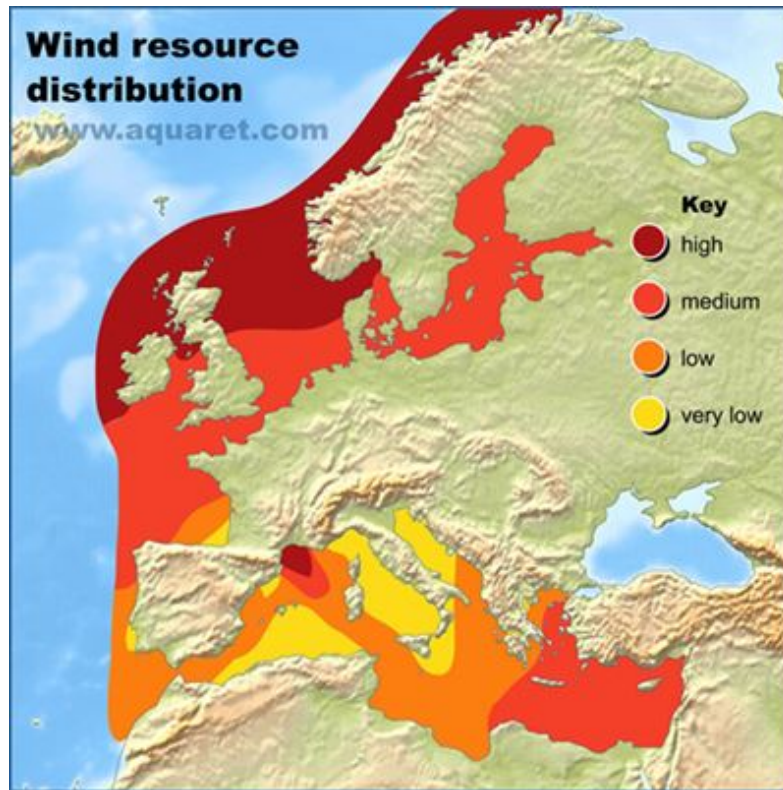 Wind resource
distribution
www.aquaret.com
Key
high
medium
low
very low